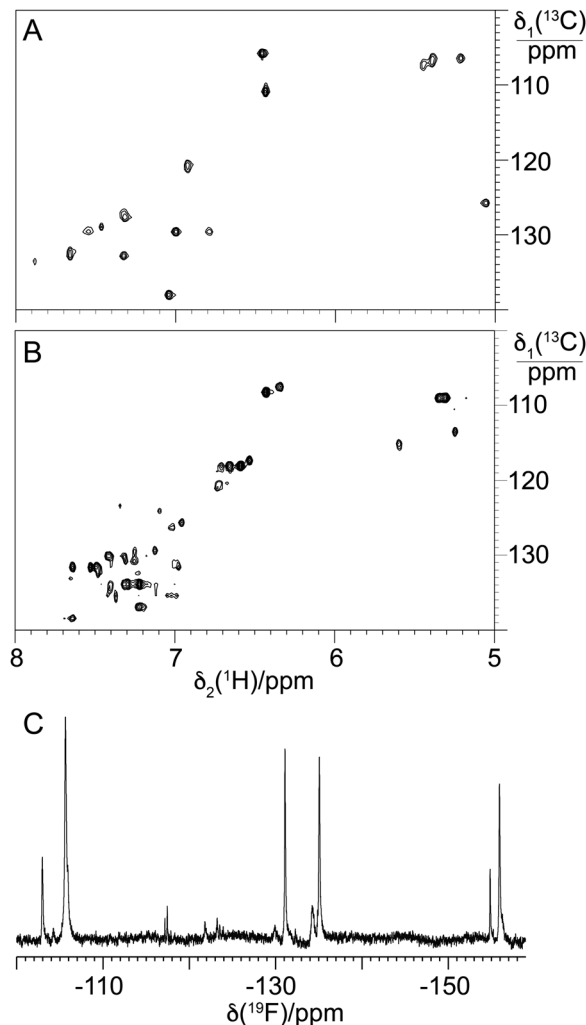 A
δ₁(¹³C)
ppm
110
120
130
B
δ₁(¹³C)
ppm
110
120
130
8 7 6 5
δ₂(¹H)/ppm
C
-110 -130 -150
δ(¹⁹F)/ppm